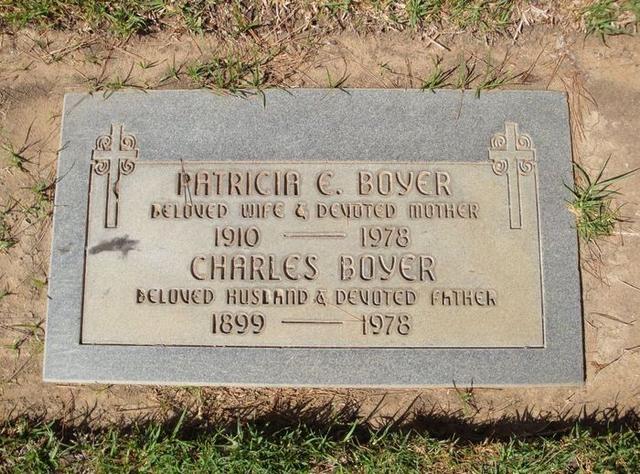 PATRICIA E. BOYER
BELOVED WIFE & DEVOTED MOTHER
1910 — 1978
CHARLES BOYER
BELOVED HUSBAND & DEVOTED FATHER
1899 — 1978